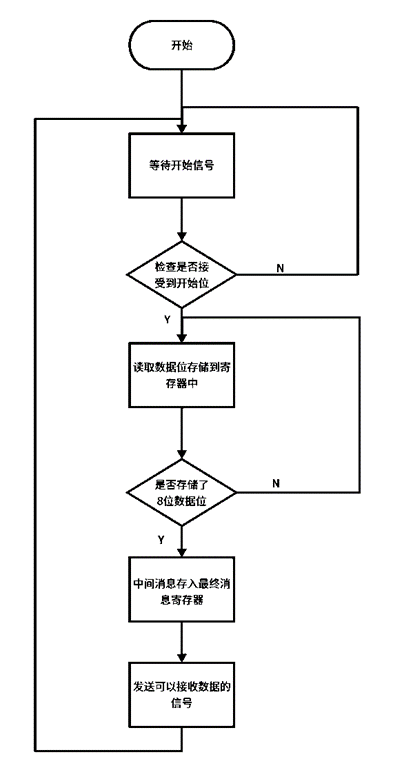 开始
等待开始信号
检查是否接
受到开始位
N
Y
读取数据位存储到寄
存器中
是否存储了
8位数据位
N
Y
中间消息存入最终消
息寄存器
发送可以接收数据的
信号